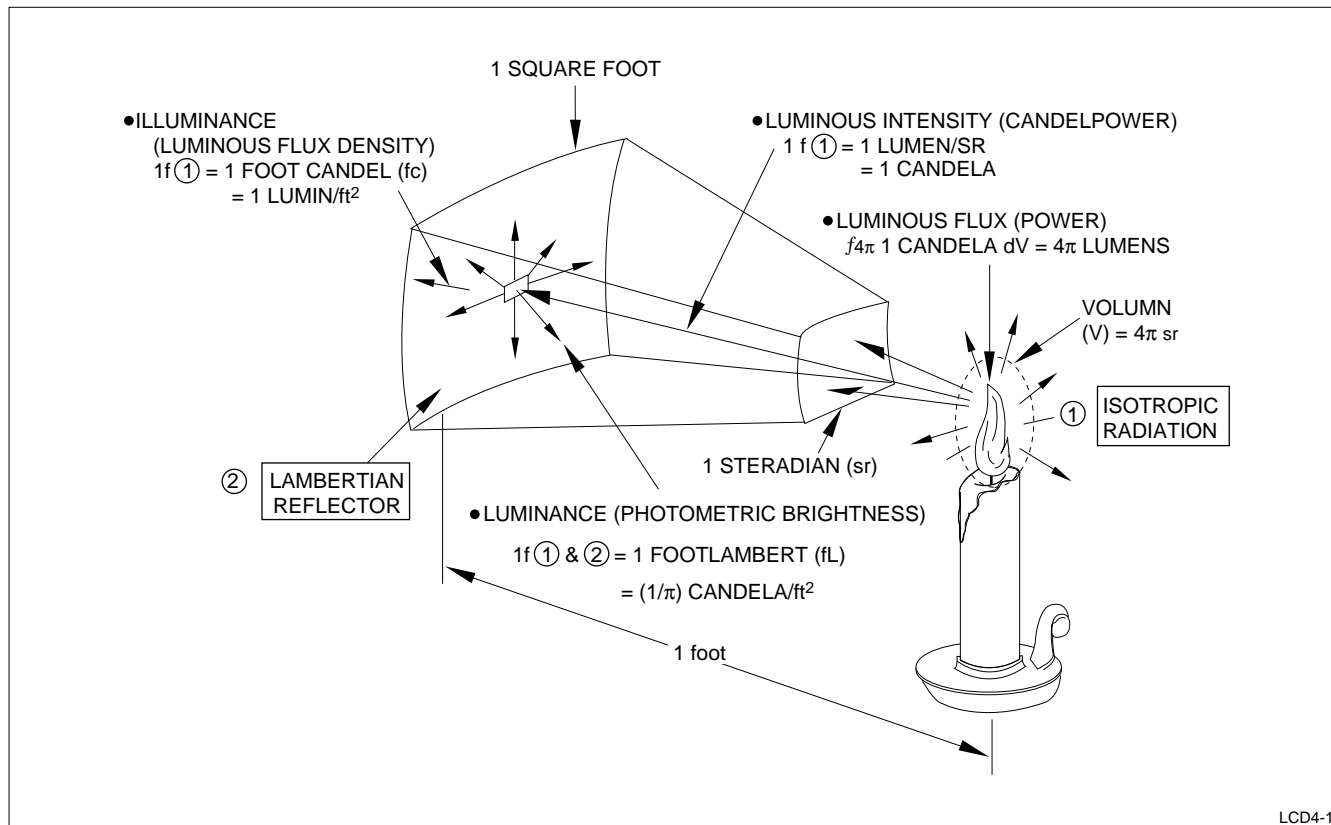 1 SQUARE FOOT
●ILLUMINANCE
(LUMINOUS FLUX DENSITY)
1f ① = 1 FOOT CANDEL (fc)
= 1 LUMIN/ft²
●LUMINOUS INTENSITY (CANDELPOWER)
1 f ① = 1 LUMEN/SR
= 1 CANDELA
●LUMINOUS FLUX (POWER)
ƒ4π 1 CANDELA dV = 4π LUMENS
VOLUMN
(V) = 4π sr
① ISOTROPIC
RADIATION
1 STERADIAN (sr)
② LAMBERTIAN
REFLECTOR
●LUMINANCE (PHOTOMETRIC BRIGHTNESS)
1f ① & ② = 1 FOOTLAMBERT (fL)
= (1/π) CANDELA/ft²
1 foot
LCD4-1